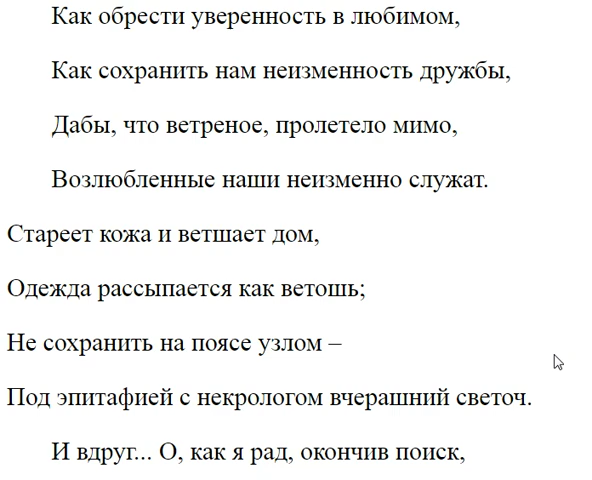 Как обрести уверенность в любимом,
Как сохранить нам неизменность дружбы,
Дабы, что ветреное, пролетело мимо,
Возлюбленные наши неизменно служат.
Стареет кожа и ветшает дом,
Одежда рассыпается как ветошь;
Не сохранить на поясе узлом –
Под эпитафией с некрологом вчерашний светоч.
И вдруг... О, как я рад, окончив поиск,